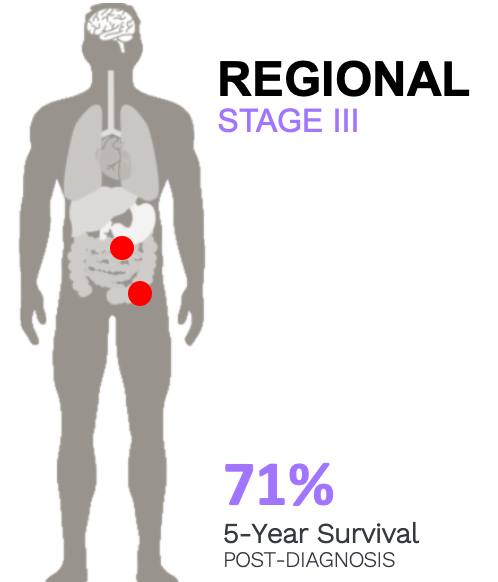 REGIONAL
STAGE III
71%
5-Year Survival
POST-DIAGNOSIS